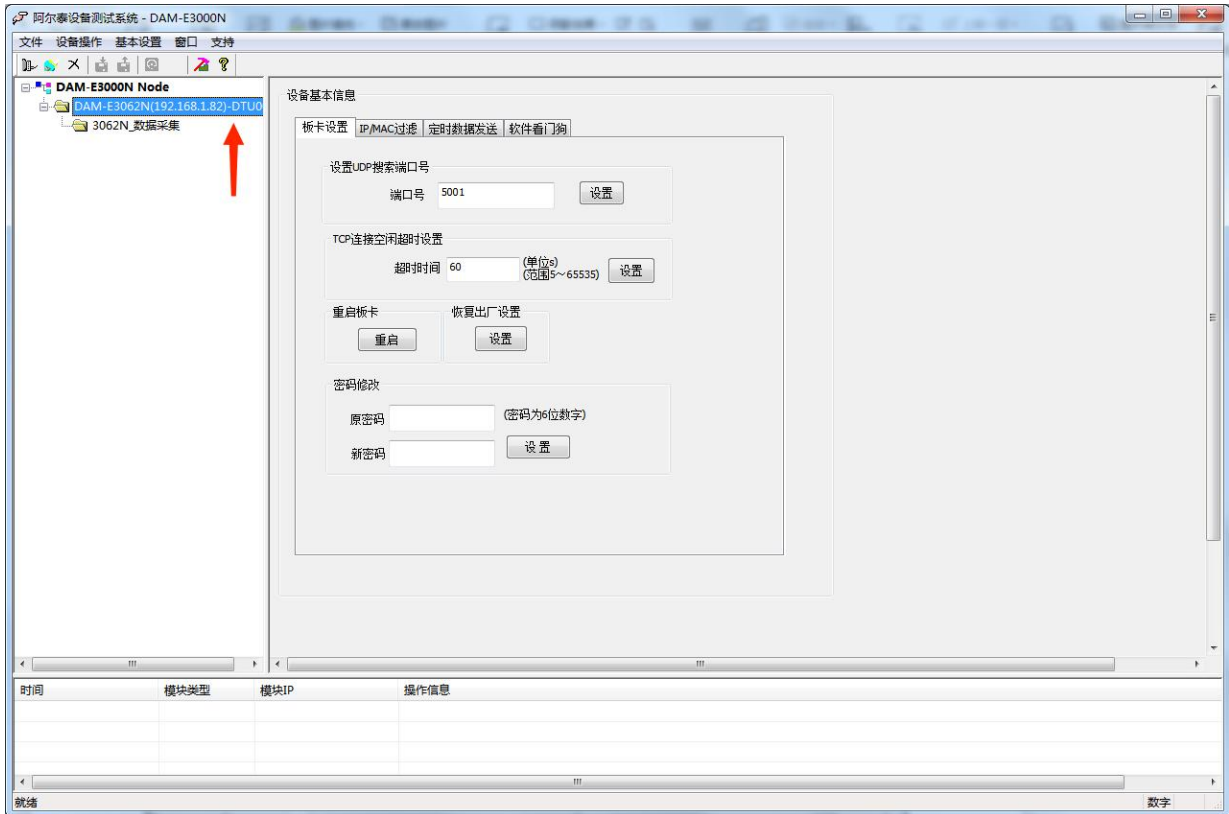 阿尔泰设备测试系统 - DAM-E3000N
文件 设备操作 基本设置 窗口 支持
DAM-E3000N Node
DAM-E3062N(192.168.1.82)-DTU0
3062N_数据采集
设备基本信息
板卡设置 IP/MAC过滤 定时数据发送 软件看门狗
设置UDP搜索端口号
端口号 5001 设置
TCP连接空闲超时设置
超时时间 60 (单位s) (范围5~65535) 设置
重启板卡 恢复出厂设置
重启 设置
密码修改
原密码 (密码为6位数字)
新密码 设置
时间 模块类型 模块IP 操作信息
就绪 数字